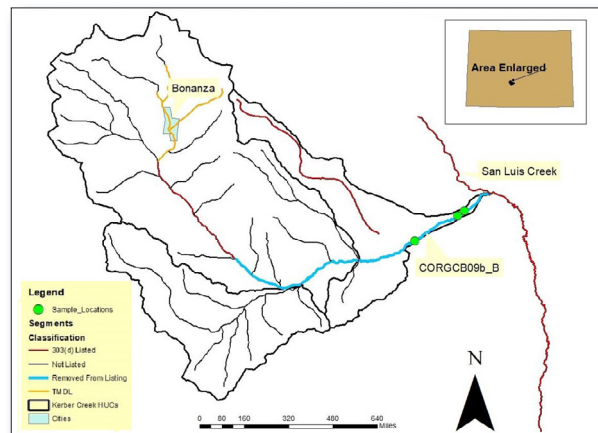 Bonanza
Area Enlarged
San Luis Creek
CORGCB09b_B
Legend
Sample_Locations
Segments
Classification
303(d) Listed
Not Listed
Removed From Listing
TMDL
Kerber Creek HUCs
Cities
N
0 80 160 320 480 640
Miles